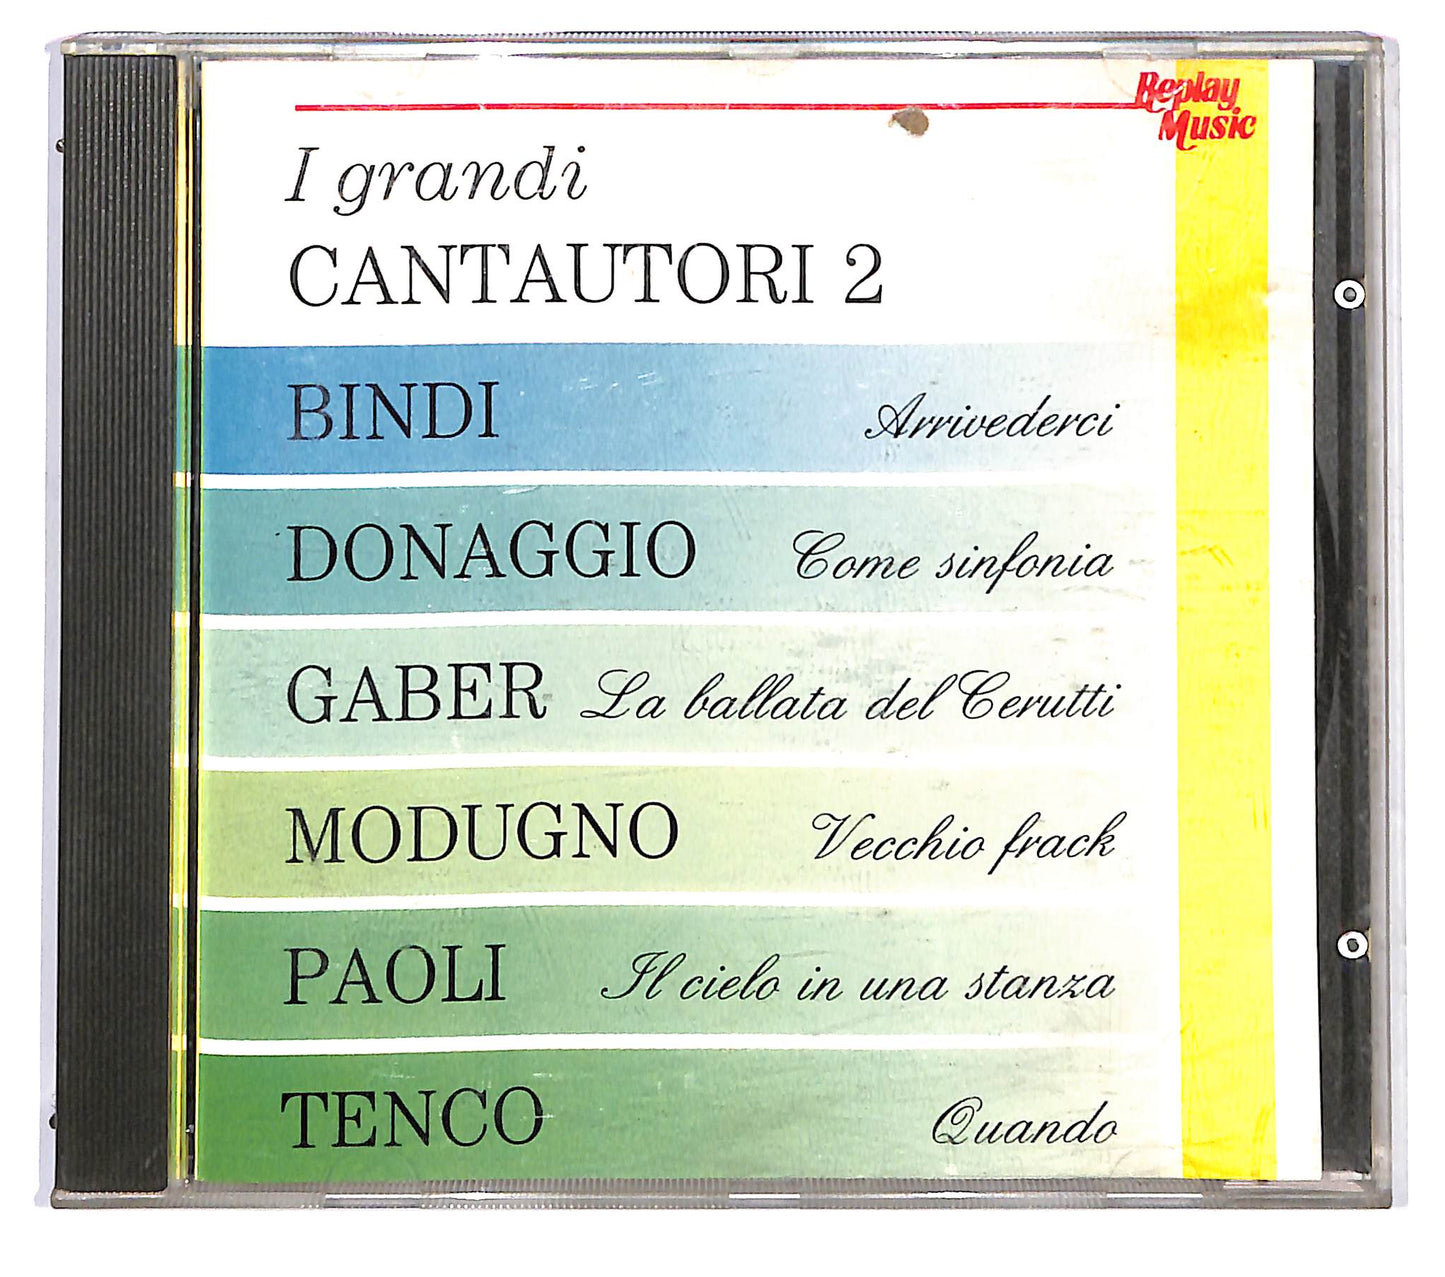 Replay
Music
I grandi
CANTAUTORI 2
BINDI Arrivederci
DONAGGIO Come sinfonia
GABER La ballata del Cerutti
MODUGNO Vecchio frack
PAOLI Il cielo in una stanza
TENCO Quando